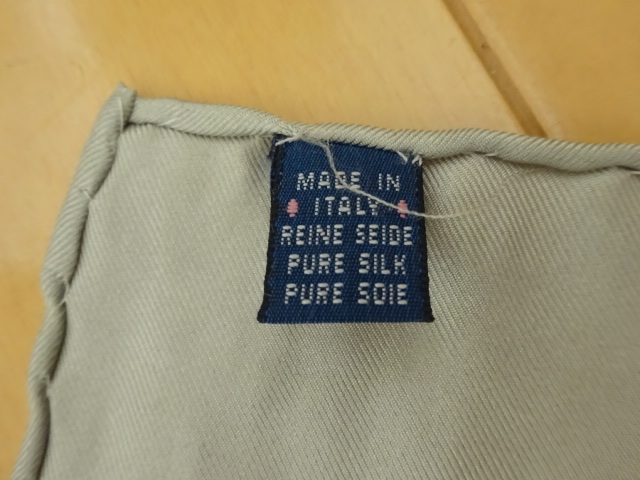 MADE IN
ITALY
REINE SEIDE
PURE SILK
PURE SOIE